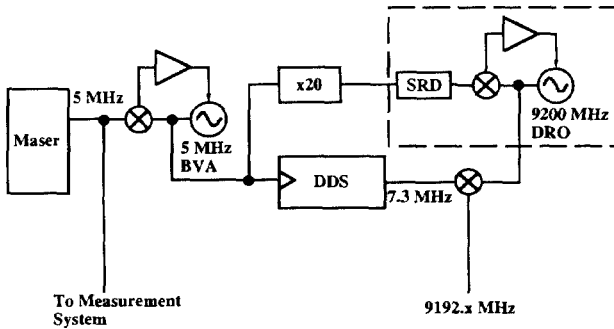 Maser
5 MHz
5 MHz
BVA
x20
SRD
9200 MHz
DRO
DDS
7.3 MHz
To Measurement
System
9192.x MHz